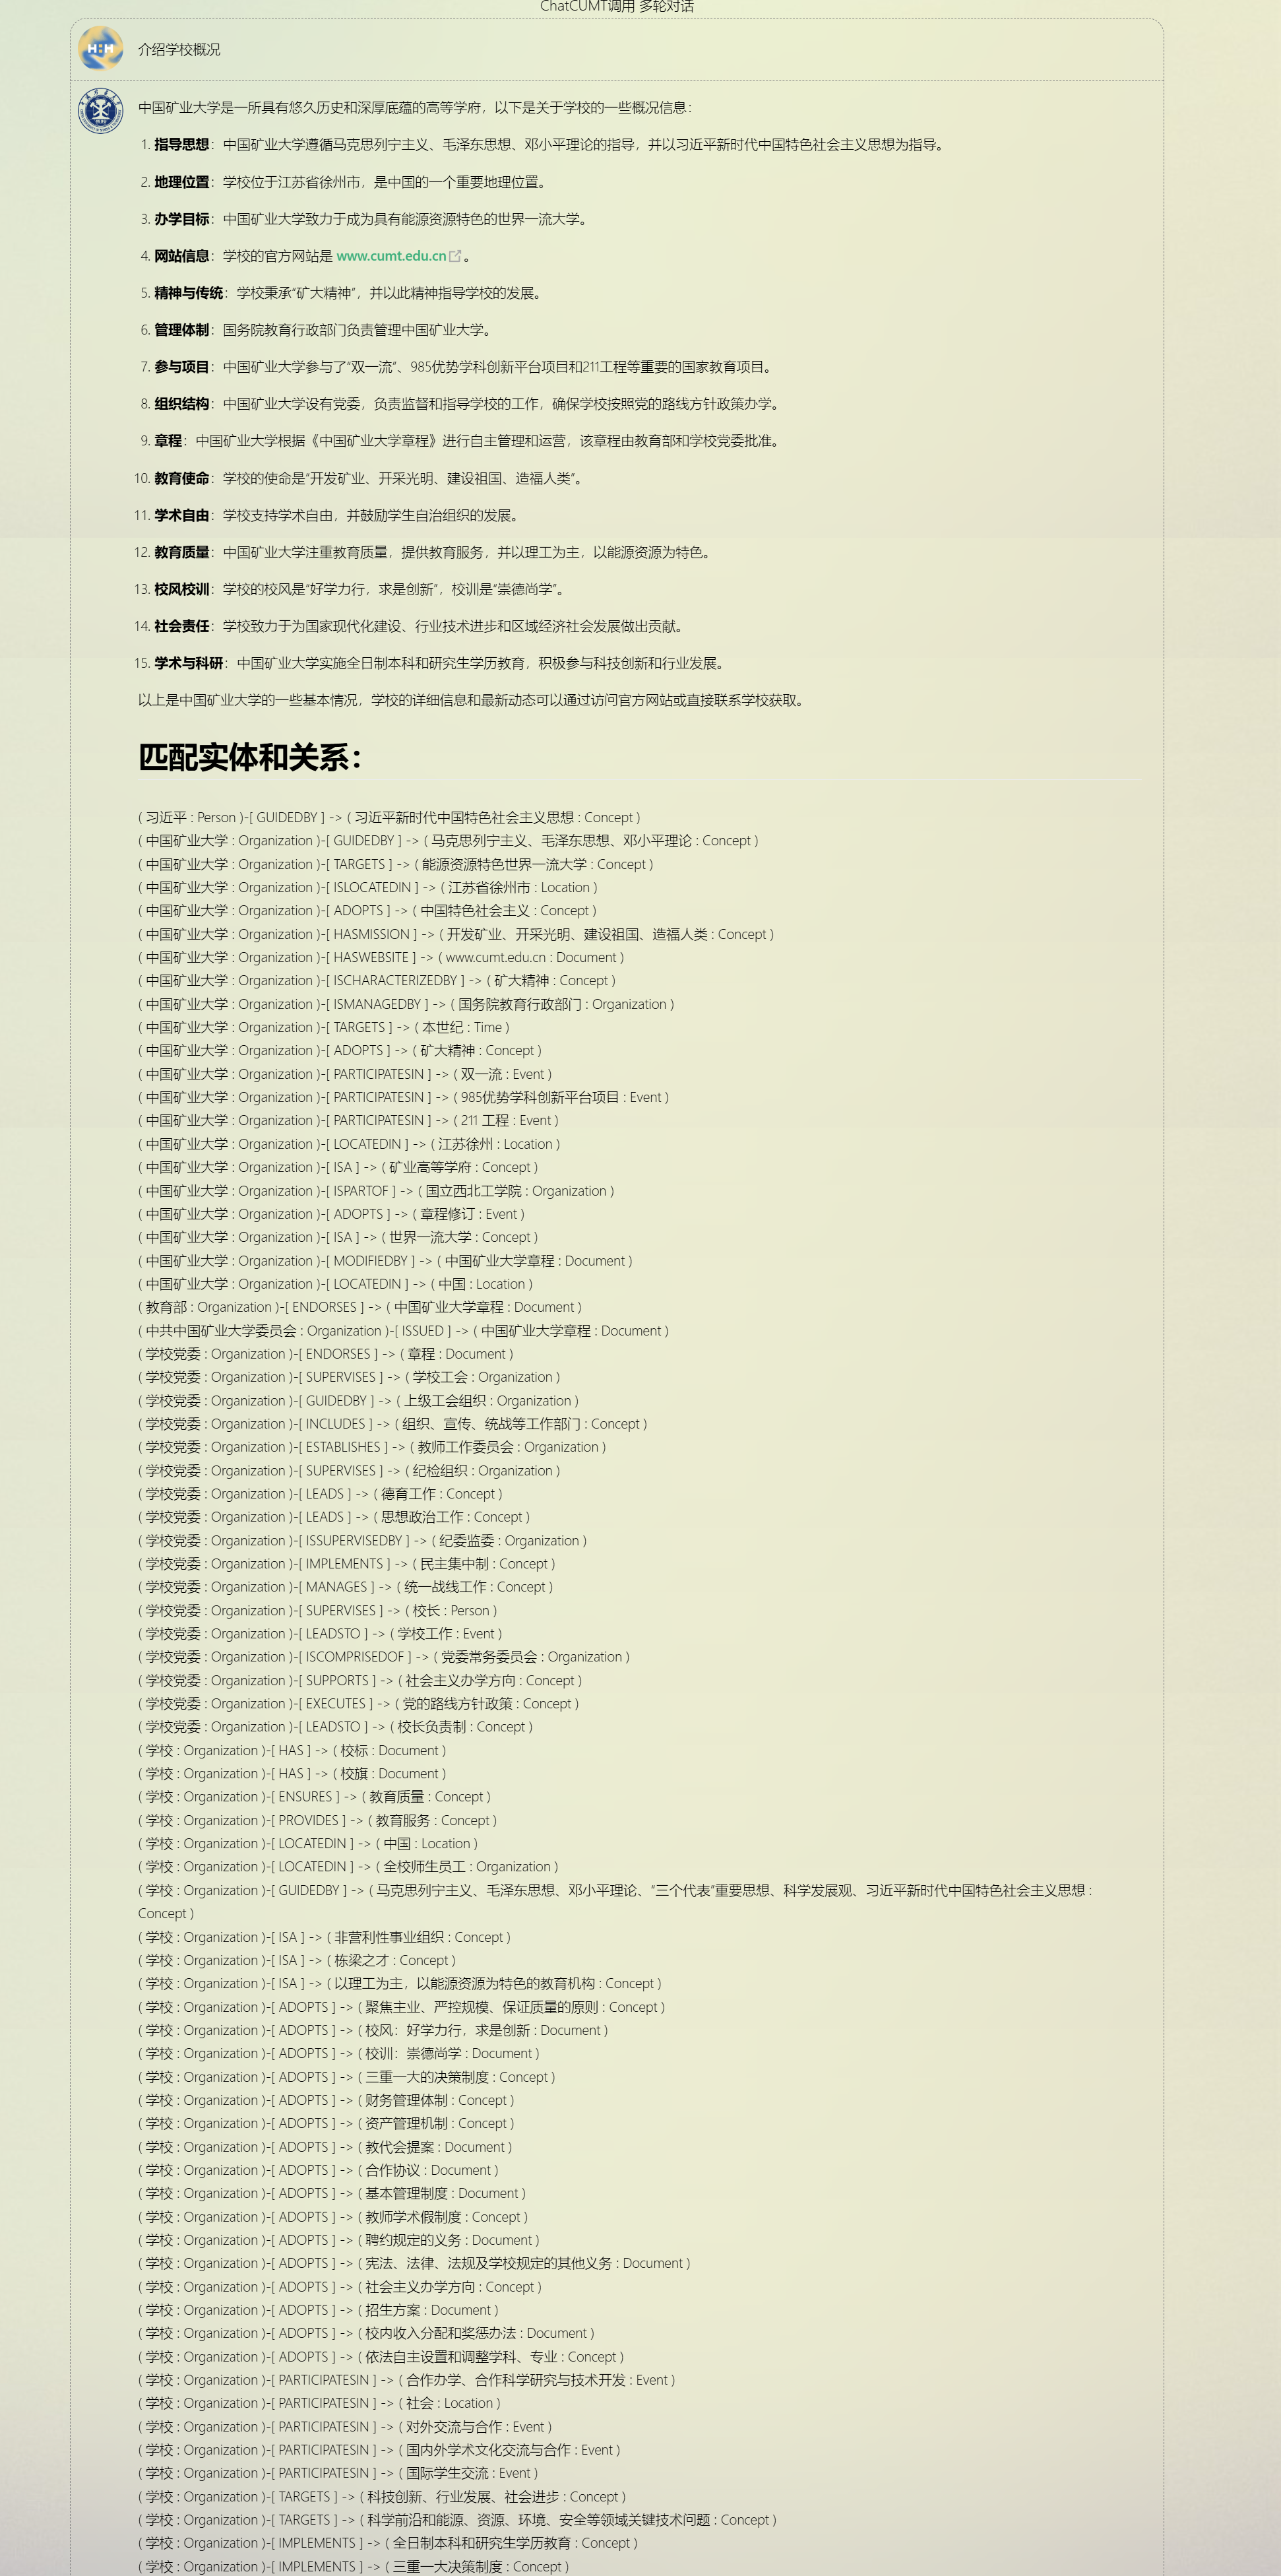 ChatCUMT调用 多轮对话
介绍学校概况
中国矿业大学是一所具有悠久历史和深厚底蕴的高等学府，以下是关于学校的一些概况信息：
1. 指导思想：中国矿业大学遵循马克思列宁主义、毛泽东思想、邓小平理论的指导，并以习近平新时代中国特色社会主义思想为指导。
2. 地理位置：学校位于江苏省徐州市，是中国的一个重要地理位置。
3. 办学目标：中国矿业大学致力于成为具有能源资源特色的世界一流大学。
4. 网站信息：学校的官方网站是 www.cumt.edu.cn 。
5. 精神与传统：学校秉承“矿大精神”，并以此精神指导学校的发展。
6. 管理体制：国务院教育行政部门负责管理中国矿业大学。
7. 参与项目：中国矿业大学参与了“双一流”、985优势学科创新平台项目和211工程等重要的国家教育项目。
8. 组织结构：中国矿业大学设有党委，负责监督和指导学校的工作，确保学校按照党的路线方针政策办学。
9. 章程：中国矿业大学根据《中国矿业大学章程》进行自主管理和运营，该章程由教育部和学校党委批准。
10. 教育使命：学校的使命是“开发矿业、开采光明、建设祖国、造福人类”。
11. 学术自由：学校支持学术自由，并鼓励学生自治组织的发展。
12. 教育质量：中国矿业大学注重教育质量，提供教育服务，并以理工为主，以能源资源为特色。
13. 校风校训：学校的校风是“好学力行，求是创新”，校训是“崇德尚学”。
14. 社会责任：学校致力于为国家现代化建设、行业技术进步和区域经济社会发展做出贡献。
15. 学术与科研：中国矿业大学实施全日制本科和研究生学历教育，积极参与科技创新和行业发展。
以上是中国矿业大学的一些基本情况，学校的详细信息和最新动态可以通过访问官方网站或直接联系学校获取。
匹配实体和关系：
( 习近平 : Person )-[ GUIDEDBY ] -> ( 习近平新时代中国特色社会主义思想 : Concept )
( 中国矿业大学 : Organization )-[ GUIDEDBY ] -> ( 马克思列宁主义、毛泽东思想、邓小平理论 : Concept )
( 中国矿业大学 : Organization )-[ TARGETS ] -> ( 能源资源特色世界一流大学 : Concept )
( 中国矿业大学 : Organization )-[ ISLOCATEDIN ] -> ( 江苏省徐州市 : Location )
( 中国矿业大学 : Organization )-[ ADOPTS ] -> ( 中国特色社会主义 : Concept )
( 中国矿业大学 : Organization )-[ HASMISSION ] -> ( 开发矿业、开采光明、建设祖国、造福人类 : Concept )
( 中国矿业大学 : Organization )-[ HASWEBSITE ] -> ( www.cumt.edu.cn : Document )
( 中国矿业大学 : Organization )-[ ISCHARACTERIZEDBY ] -> ( 矿大精神 : Concept )
( 中国矿业大学 : Organization )-[ ISMANAGEDBY ] -> ( 国务院教育行政部门 : Organization )
( 中国矿业大学 : Organization )-[ TARGETS ] -> ( 本世纪 : Time )
( 中国矿业大学 : Organization )-[ ADOPTS ] -> ( 矿大精神 : Concept )
( 中国矿业大学 : Organization )-[ PARTICIPATESIN ] -> ( 双一流 : Event )
( 中国矿业大学 : Organization )-[ PARTICIPATESIN ] -> ( 985优势学科创新平台项目 : Event )
( 中国矿业大学 : Organization )-[ PARTICIPATESIN ] -> ( 211 工程 : Event )
( 中国矿业大学 : Organization )-[ LOCATEDIN ] -> ( 江苏徐州 : Location )
( 中国矿业大学 : Organization )-[ ISA ] -> ( 矿业高等学府 : Concept )
( 中国矿业大学 : Organization )-[ ISPARTOF ] -> ( 国立西北工学院 : Organization )
( 中国矿业大学 : Organization )-[ ADOPTS ] -> ( 章程修订 : Event )
( 中国矿业大学 : Organization )-[ ISA ] -> ( 世界一流大学 : Concept )
( 中国矿业大学 : Organization )-[ MODIFIEDBY ] -> ( 中国矿业大学章程 : Document )
( 中国矿业大学 : Organization )-[ LOCATEDIN ] -> ( 中国 : Location )
( 教育部 : Organization )-[ ENDORSES ] -> ( 中国矿业大学章程 : Document )
( 中共中国矿业大学委员会 : Organization )-[ ISSUED ] -> ( 中国矿业大学章程 : Document )
( 学校党委 : Organization )-[ ENDORSES ] -> ( 章程 : Document )
( 学校党委 : Organization )-[ SUPERVISES ] -> ( 学校工会 : Organization )
( 学校党委 : Organization )-[ GUIDEDBY ] -> ( 上级工会组织 : Organization )
( 学校党委 : Organization )-[ INCLUDES ] -> ( 组织、宣传、统战等工作部门 : Concept )
( 学校党委 : Organization )-[ ESTABLISHES ] -> ( 教师工作委员会 : Organization )
( 学校党委 : Organization )-[ SUPERVISES ] -> ( 纪检组织 : Organization )
( 学校党委 : Organization )-[ LEADS ] -> ( 德育工作 : Concept )
( 学校党委 : Organization )-[ LEADS ] -> ( 思想政治工作 : Concept )
( 学校党委 : Organization )-[ ISSUPERVISEDBY ] -> ( 纪委监委 : Organization )
( 学校党委 : Organization )-[ IMPLEMENTS ] -> ( 民主集中制 : Concept )
( 学校党委 : Organization )-[ MANAGES ] -> ( 统一战线工作 : Concept )
( 学校党委 : Organization )-[ SUPERVISES ] -> ( 校长 : Person )
( 学校党委 : Organization )-[ LEADSTO ] -> ( 学校工作 : Event )
( 学校党委 : Organization )-[ ISCOMPRISEDOF ] -> ( 党委常务委员会 : Organization )
( 学校党委 : Organization )-[ SUPPORTS ] -> ( 社会主义办学方向 : Concept )
( 学校党委 : Organization )-[ EXECUTES ] -> ( 党的路线方针政策 : Concept )
( 学校党委 : Organization )-[ LEADSTO ] -> ( 校长负责制 : Concept )
( 学校 : Organization )-[ HAS ] -> ( 校标 : Document )
( 学校 : Organization )-[ HAS ] -> ( 校旗 : Document )
( 学校 : Organization )-[ ENSURES ] -> ( 教育质量 : Concept )
( 学校 : Organization )-[ PROVIDES ] -> ( 教育服务 : Concept )
( 学校 : Organization )-[ LOCATEDIN ] -> ( 中国 : Location )
( 学校 : Organization )-[ LOCATEDIN ] -> ( 全校师生员工 : Organization )
( 学校 : Organization )-[ GUIDEDBY ] -> ( 马克思列宁主义、毛泽东思想、邓小平理论、“三个代表”重要思想、科学发展观、习近平新时代中国特色社会主义思想 :
Concept )
( 学校 : Organization )-[ ISA ] -> ( 非营利性事业组织 : Concept )
( 学校 : Organization )-[ ISA ] -> ( 栋梁之才 : Concept )
( 学校 : Organization )-[ ISA ] -> ( 以理工为主，以能源资源为特色的教育机构 : Concept )
( 学校 : Organization )-[ ADOPTS ] -> ( 聚焦主业、严控规模、保证质量的原则 : Concept )
( 学校 : Organization )-[ ADOPTS ] -> ( 校风：好学力行，求是创新 : Document )
( 学校 : Organization )-[ ADOPTS ] -> ( 校训：崇德尚学 : Document )
( 学校 : Organization )-[ ADOPTS ] -> ( 三重一大的决策制度 : Concept )
( 学校 : Organization )-[ ADOPTS ] -> ( 财务管理体制 : Concept )
( 学校 : Organization )-[ ADOPTS ] -> ( 资产管理机制 : Concept )
( 学校 : Organization )-[ ADOPTS ] -> ( 教代会提案 : Document )
( 学校 : Organization )-[ ADOPTS ] -> ( 合作协议 : Document )
( 学校 : Organization )-[ ADOPTS ] -> ( 基本管理制度 : Document )
( 学校 : Organization )-[ ADOPTS ] -> ( 教师学术假制度 : Concept )
( 学校 : Organization )-[ ADOPTS ] -> ( 聘约规定的义务 : Document )
( 学校 : Organization )-[ ADOPTS ] -> ( 宪法、法律、法规及学校规定的其他义务 : Document )
( 学校 : Organization )-[ ADOPTS ] -> ( 社会主义办学方向 : Concept )
( 学校 : Organization )-[ ADOPTS ] -> ( 招生方案 : Document )
( 学校 : Organization )-[ ADOPTS ] -> ( 校内收入分配和奖惩办法 : Document )
( 学校 : Organization )-[ ADOPTS ] -> ( 依法自主设置和调整学科、专业 : Concept )
( 学校 : Organization )-[ PARTICIPATESIN ] -> ( 合作办学、合作科学研究与技术开发 : Event )
( 学校 : Organization )-[ PARTICIPATESIN ] -> ( 社会 : Location )
( 学校 : Organization )-[ PARTICIPATESIN ] -> ( 对外交流与合作 : Event )
( 学校 : Organization )-[ PARTICIPATESIN ] -> ( 国内外学术文化交流与合作 : Event )
( 学校 : Organization )-[ PARTICIPATESIN ] -> ( 国际学生交流 : Event )
( 学校 : Organization )-[ TARGETS ] -> ( 科技创新、行业发展、社会进步 : Concept )
( 学校 : Organization )-[ TARGETS ] -> ( 科学前沿和能源、资源、环境、安全等领域关键技术问题 : Concept )
( 学校 : Organization )-[ IMPLEMENTS ] -> ( 全日制本科和研究生学历教育 : Concept )
( 学校 : Organization )-[ IMPLEMENTS ] -> ( 三重一大决策制度 : Concept )